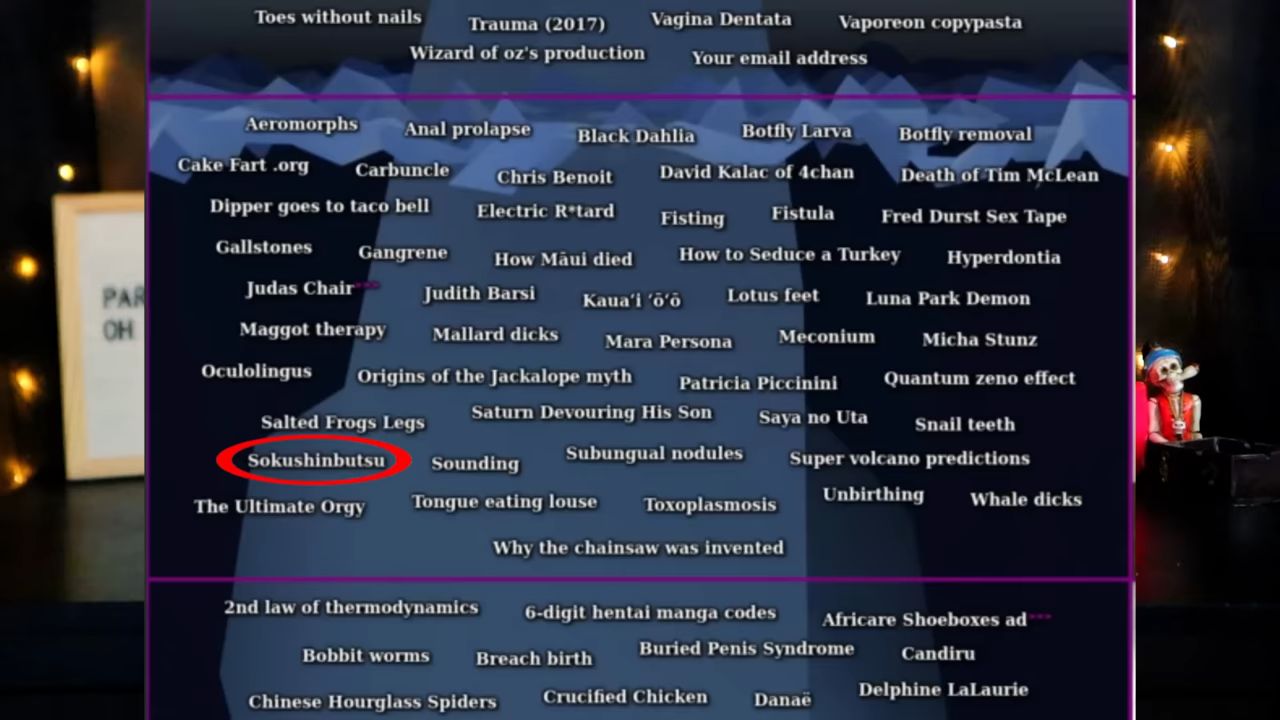 Toes without nails Trauma (2017) Vagina Dentata Vaporeon copypasta
Wizard of oz's production Your email address
Aeromorphs Anal prolapse Black Dahlia Botfly Larva Botfly removal
Cake Fart .org Carbuncle Chris Benoit David Kalac of 4chan Death of Tim McLean
Dipper goes to taco bell Electric R*tard Fisting Fistula Fred Durst Sex Tape
Gallstones Gangrene How Māui died How to Seduce a Turkey Hyperdontia
Judas Chair*** Judith Barsi Kauaʻi ʻōʻō Lotus feet Luna Park Demon
Maggot therapy Mallard dicks Mara Persona Meconium Micha Stunz
Oculolingus Origins of the Jackalope myth Patricia Piccinini Quantum zeno effect
Salted Frogs Legs Saturn Devouring His Son Saya no Uta Snail teeth
Sokushinbutsu Sounding Subungual nodules Super volcano predictions
The Ultimate Orgy Tongue eating louse Toxoplasmosis Unbirthing Whale dicks
Why the chainsaw was invented
2nd law of thermodynamics 6-digit hentai manga codes Africare Shoeboxes ad***
Bobbit worms Breach birth Buried Penis Syndrome Candiru
Chinese Hourglass Spiders Crucified Chicken Danaë Delphine LaLaurie
PAR
OH